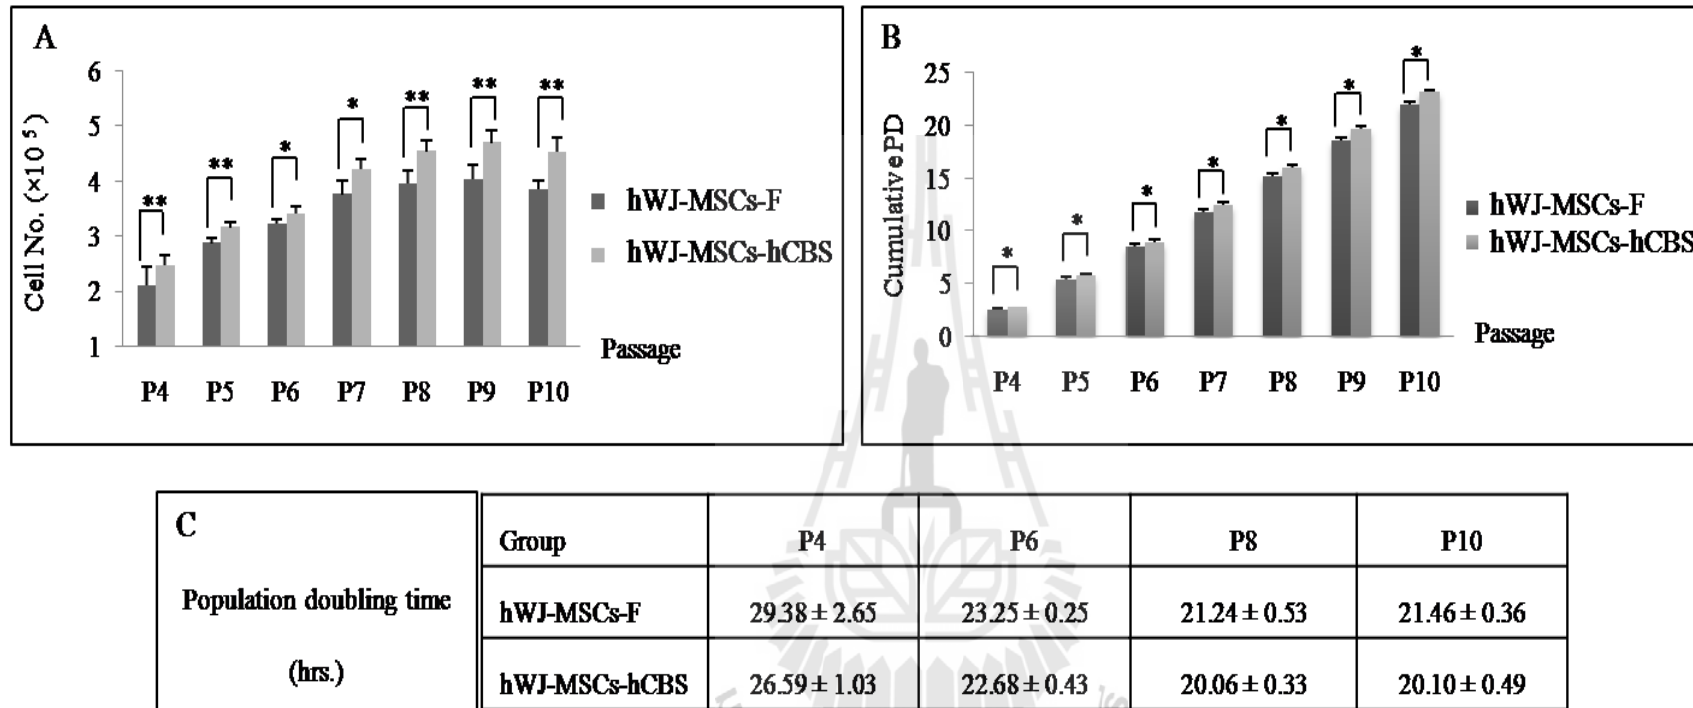 A
Cell No. (×10 ⁵)
6
5
4
3
2
1
** ** * * ** ** **
P4 P5 P6 P7 P8 P9 P10
Passage
hWJ-MSCs-F
hWJ-MSCs-hCBS
B
Cumulative PD
25
20
15
10
5
0
* * * * * * *
P4 P5 P6 P7 P8 P9 P10
Passage
hWJ-MSCs-F
hWJ-MSCs-hCBS
C
Population doubling time
(hrs.)
Group P4 P6 P8 P10
hWJ-MSCs-F 29.38 ± 2.65 23.25 ± 0.25 21.24 ± 0.53 21.46 ± 0.36
hWJ-MSCs-hCBS 26.59 ± 1.03 22.68 ± 0.43 20.06 ± 0.33 20.10 ± 0.49